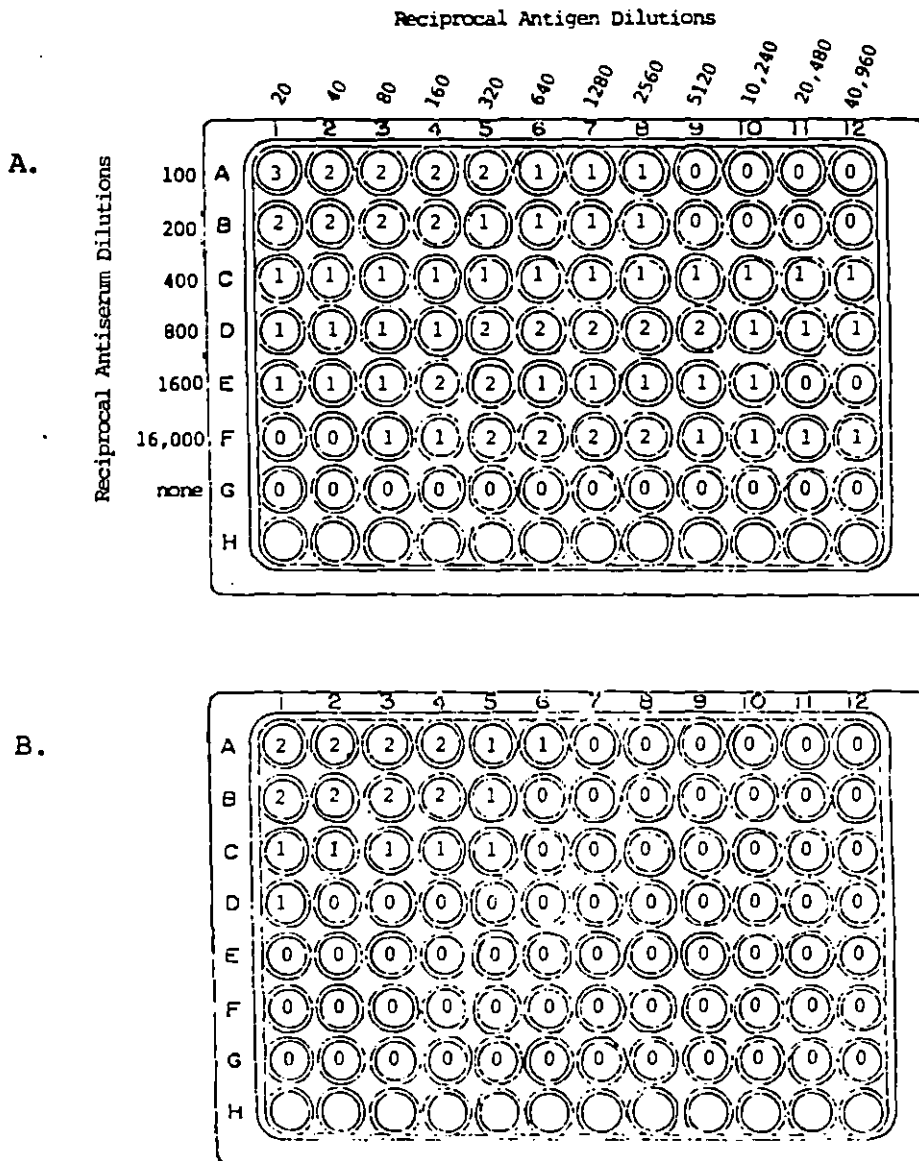 Reciprocal Antigen Dilutions
20 40 80 160 320 640 1280 2560 5120 10,240 20,480 40,960
A.
Reciprocal Antiserum Dilutions
1 2 3 4 5 6 7 8 9 10 11 12
100 A 3 2 2 2 2 1 1 1 0 0 0 0
200 B 2 2 2 2 1 1 1 1 0 0 0 0
400 C 1 1 1 1 1 1 1 1 1 1 1 1
800 D 1 1 1 1 2 2 2 2 2 1 1 1
1600 E 1 1 1 2 2 1 1 1 1 1 0 0
16,000 F 0 0 1 1 2 2 2 2 1 1 1 1
none G 0 0 0 0 0 0 0 0 0 0 0 0
H
B.
1 2 3 4 5 6 7 8 9 10 11 12
A 2 2 2 2 1 1 0 0 0 0 0 0
B 2 2 2 2 1 0 0 0 0 0 0 0
C 1 1 1 1 1 0 0 0 0 0 0 0
D 1 0 0 0 0 0 0 0 0 0 0 0
E 0 0 0 0 0 0 0 0 0 0 0 0
F 0 0 0 0 0 0 0 0 0 0 0 0
G 0 0 0 0 0 0 0 0 0 0 0 0
H